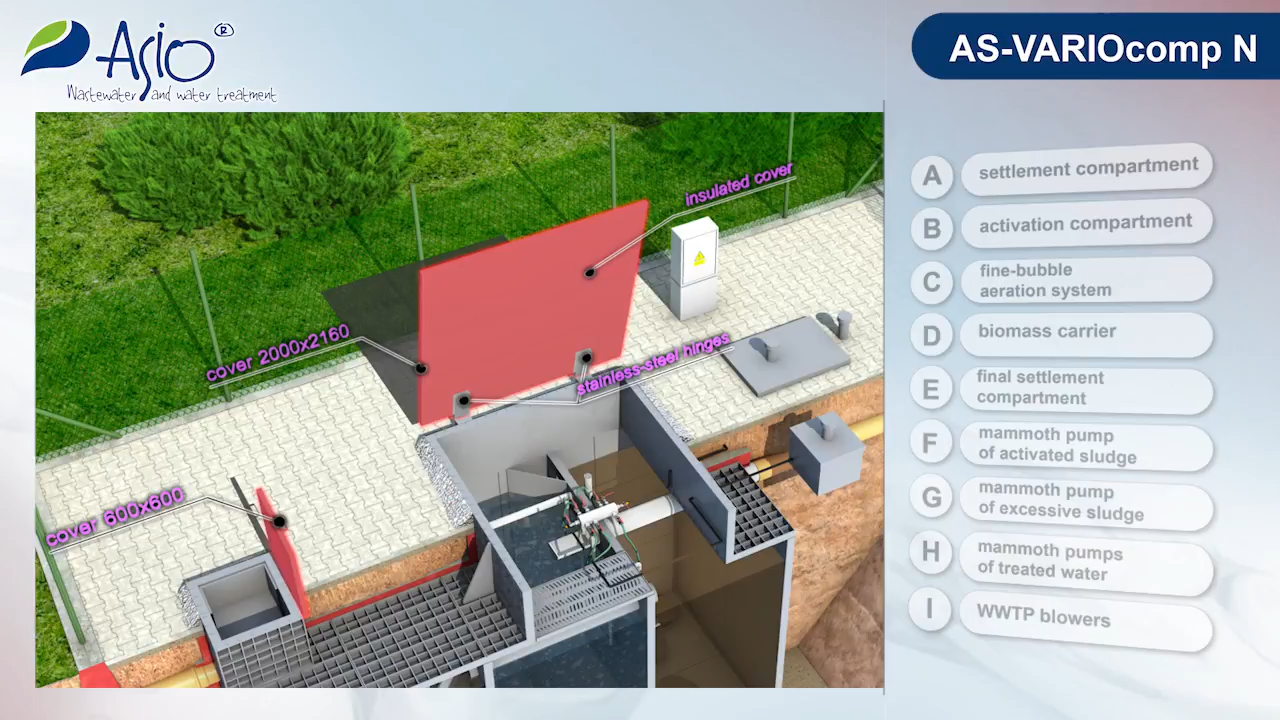 Asio®
Wastewater and water treatment
AS-VARIOcomp N
insulated cover
cover 2000x2160
stainless-steel hinges
cover 600x600
A settlement compartment
B activation compartment
C fine-bubble
aeration system
D biomass carrier
E final settlement
compartment
F mammoth pump
of activated sludge
G mammoth pump
of excessive sludge
H mammoth pumps
of treated water
I WWTP blowers